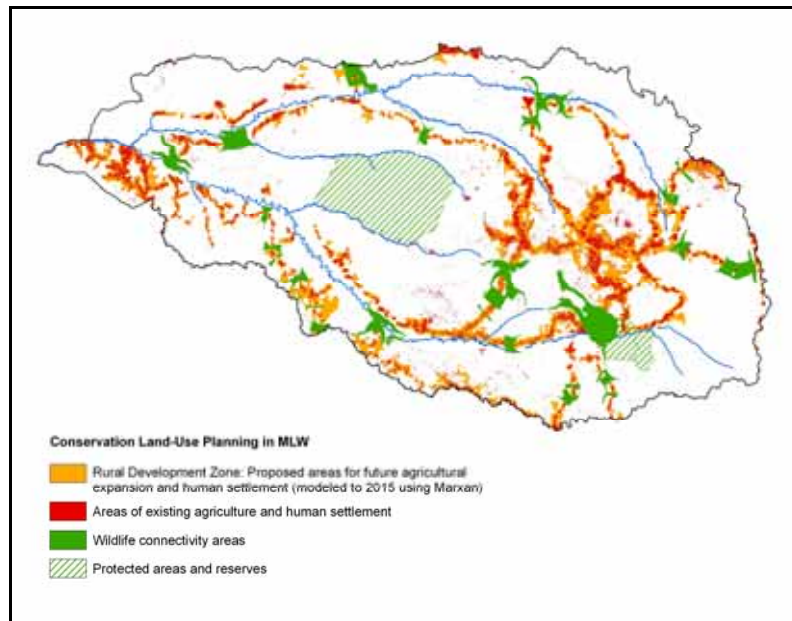 Conservation Land-Use Planning in MLW
Rural Development Zone: Proposed areas for future agricultural
expansion and human settlement (modeled to 2015 using Marxan)
Areas of existing agriculture and human settlement
Wildlife connectivity areas
Protected areas and reserves